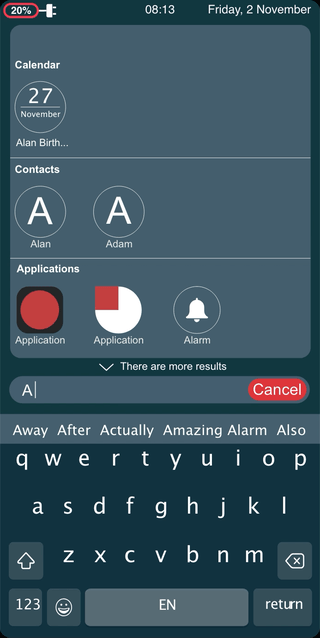 20% 08:13 Friday, 2 November
Calendar
27
November
Alan Birth...
Contacts
A A
Alan Adam
Applications
Application Application Alarm
There are more results
A Cancel
Away After Actually Amazing Alarm Also
q w e r t y u i o p
a s d f g h j k l
z x c v b n m
123 EN return